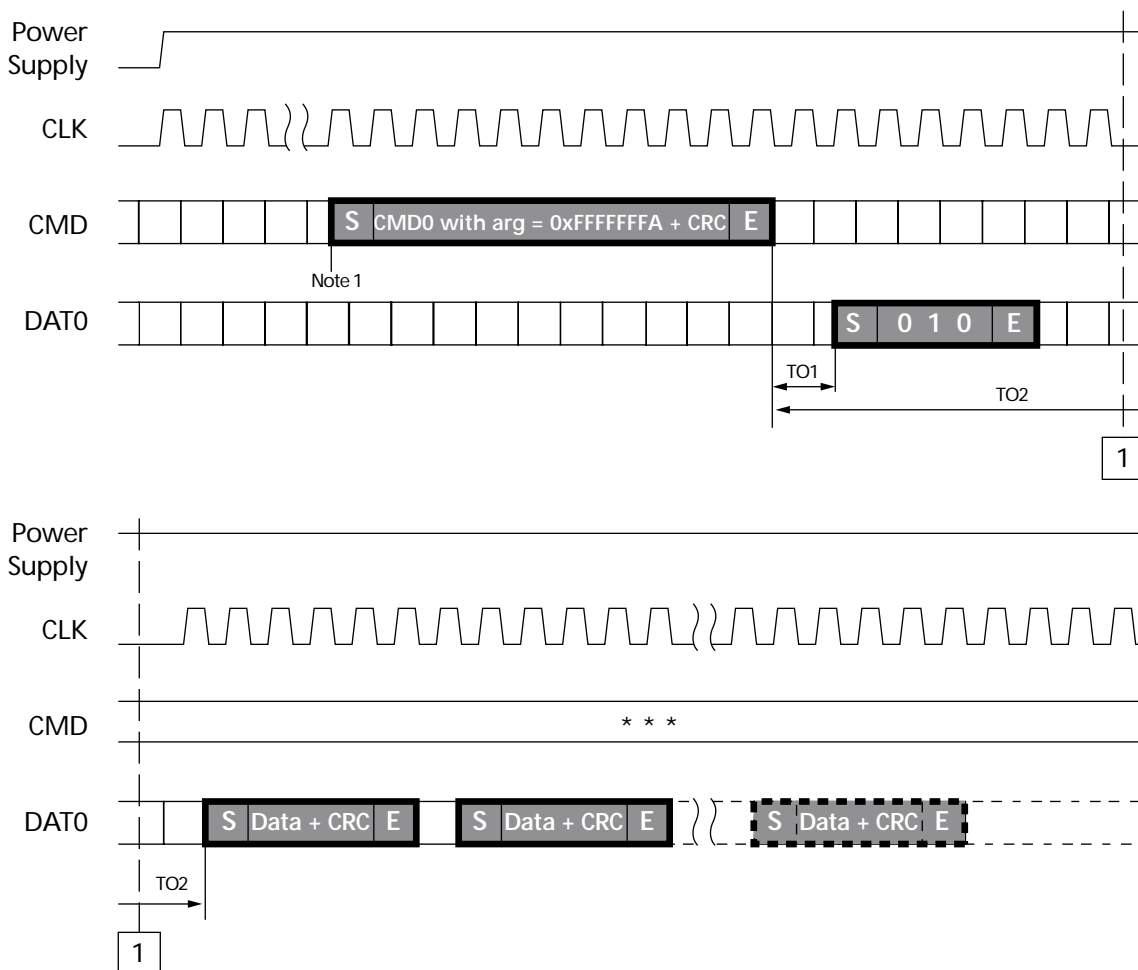 Power
Supply
CLK
CMD
S CMD0 with arg = 0xFFFFFFFA + CRC E
Note 1
DAT0
S 0 1 0 E
TO1
TO2
1
Power
Supply
CLK
CMD
* * *
DAT0
S Data + CRC E S Data + CRC E S Data + CRC E
TO2
1